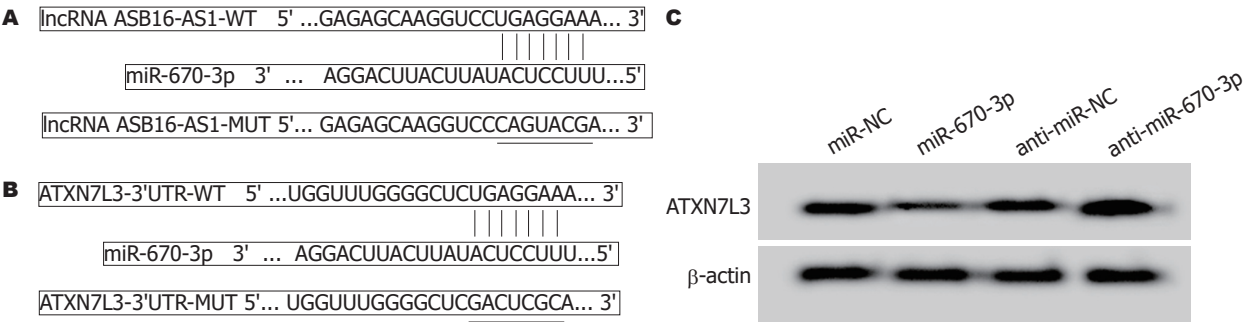 A
lncRNA ASB16-AS1-WT 5' ...GAGAGCAAGGUCCUGAGGAAA... 3'
miR-670-3p 3' ... AGGACUUACUUAUACUCCUUU...5'
lncRNA ASB16-AS1-MUT 5'... GAGAGCAAGGUCCCAGUACGA... 3'
B
ATXN7L3-3'UTR-WT 5' ...UGGUUUGGGGCUCUGAGGAAA... 3'
miR-670-3p 3' ... AGGACUUACUUAUACUCCUUU...5'
ATXN7L3-3'UTR-MUT 5'... UGGUUUGGGGCUCGACUCGCA... 3'
C
miR-NC miR-670-3p anti-miR-NC anti-miR-670-3p
ATXN7L3
β-actin